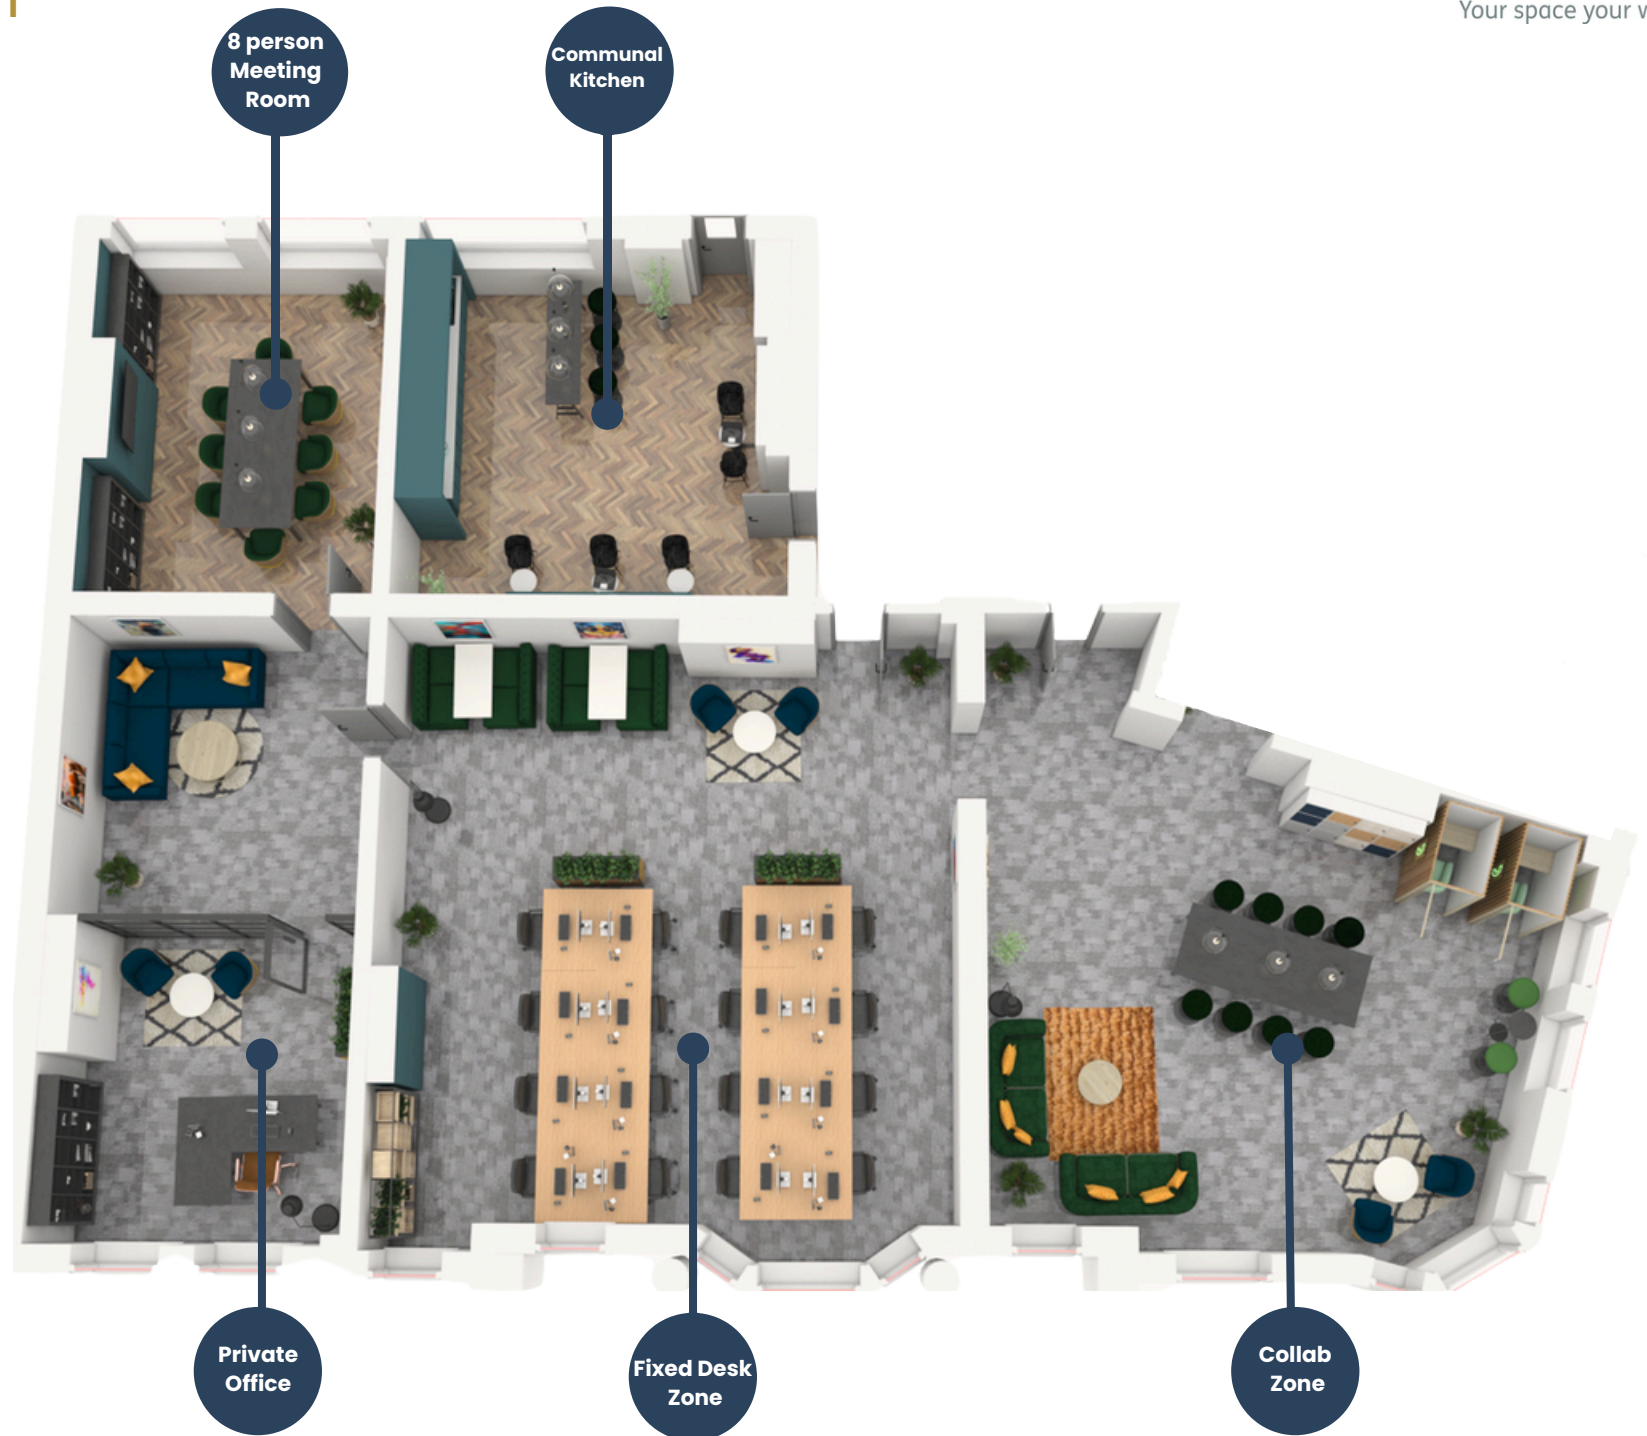 Your space your w
8 person
Meeting
Room
Communal
Kitchen
Private
Office
Fixed Desk
Zone
Collab
Zone